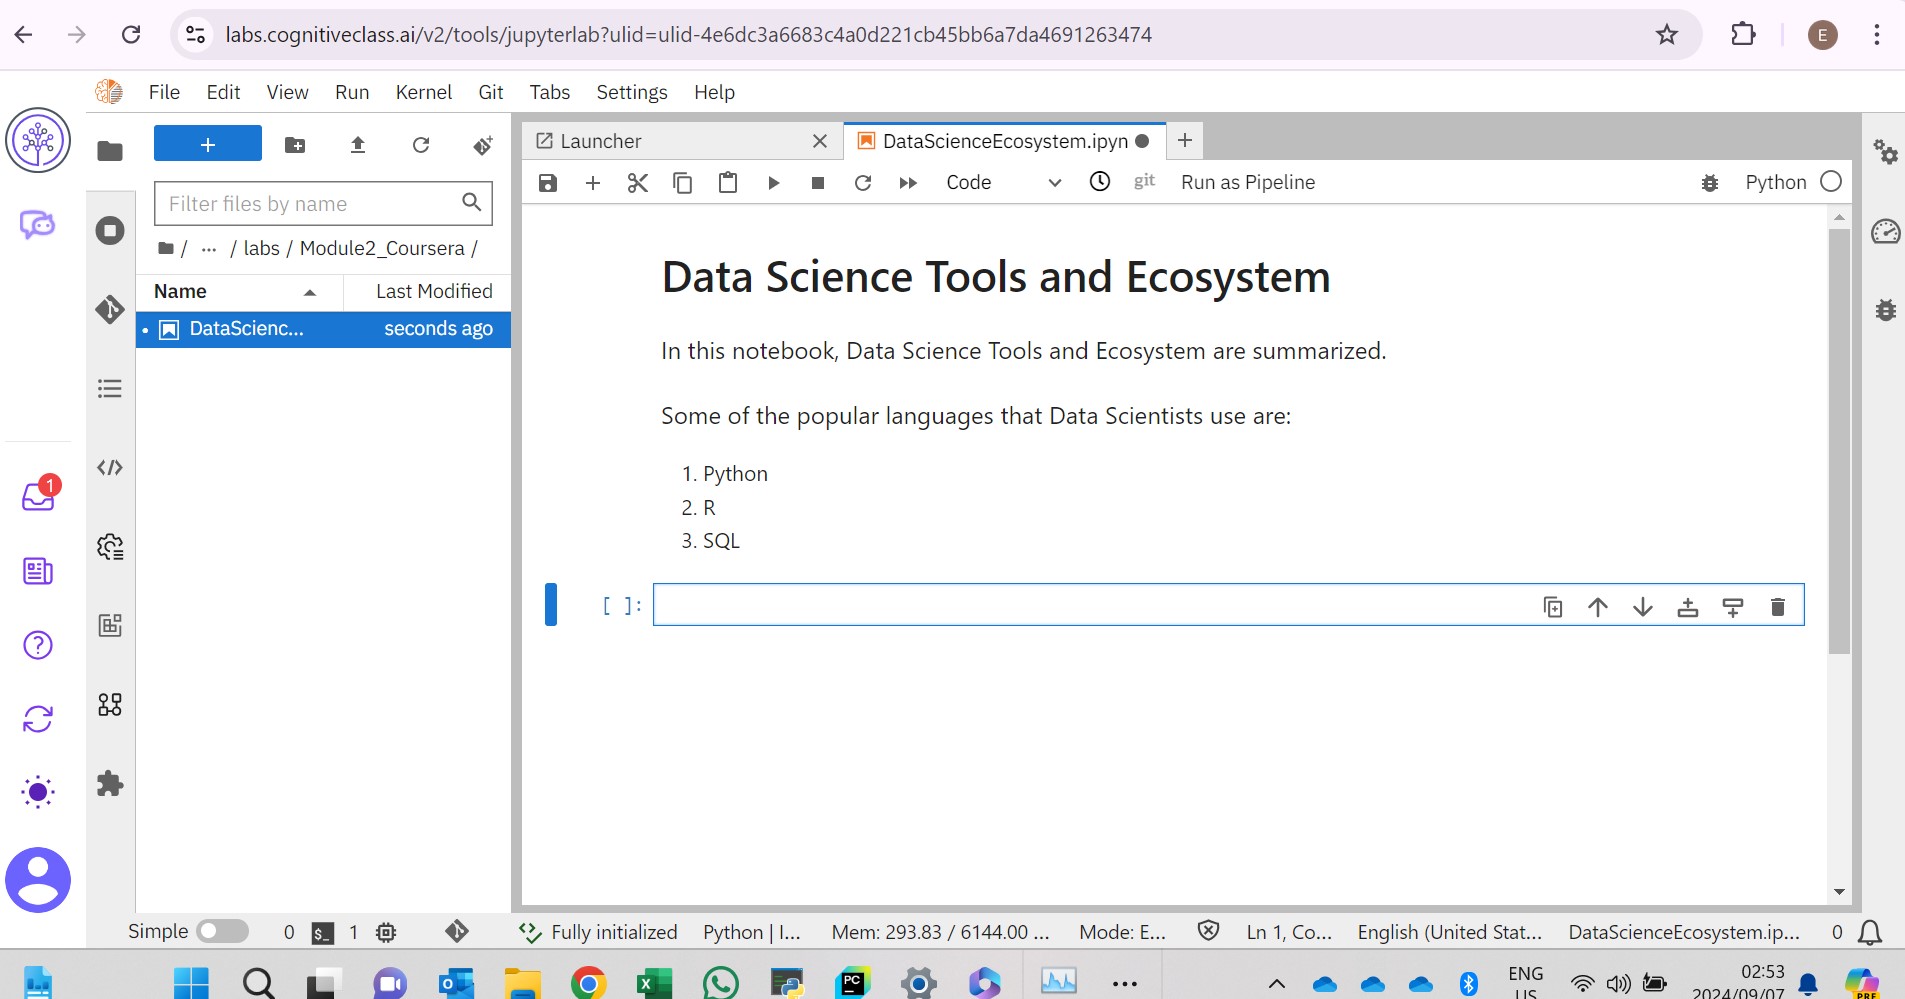 labs.cognitiveclass.ai/v2/tools/jupyterlab?ulid=ulid-4e6dc3a6683c4a0d221cb45bb6a7da4691263474
E
File Edit View Run Kernel Git Tabs Settings Help
+
Launcher
DataScienceEcosystem.ipyn
Code
git
Run as Pipeline
Python
Filter files by name
/ ... / labs / Module2_Coursera /
Name Last Modified
DataScienc... seconds ago
Data Science Tools and Ecosystem
In this notebook, Data Science Tools and Ecosystem are summarized.
Some of the popular languages that Data Scientists use are:
1. Python
2. R
3. SQL
[ ]:
1
Simple 0 $_ 1 Fully initialized Python | I... Mem: 293.83 / 6144.00 ... Mode: E... Ln 1, Co... English (United Stat... DataScienceEcosystem.ip... 0
PC
ENG
US
02:53
2024/09/07
PRE